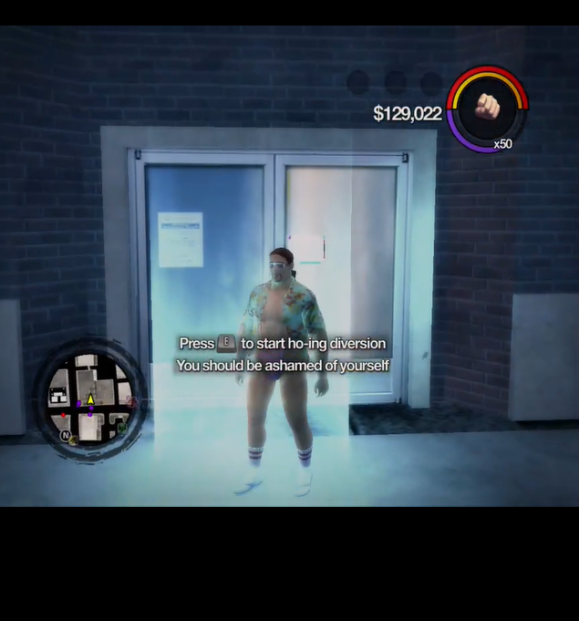 $129,022
x50
Press E to start ho-ing diversion
You should be ashamed of yourself
N